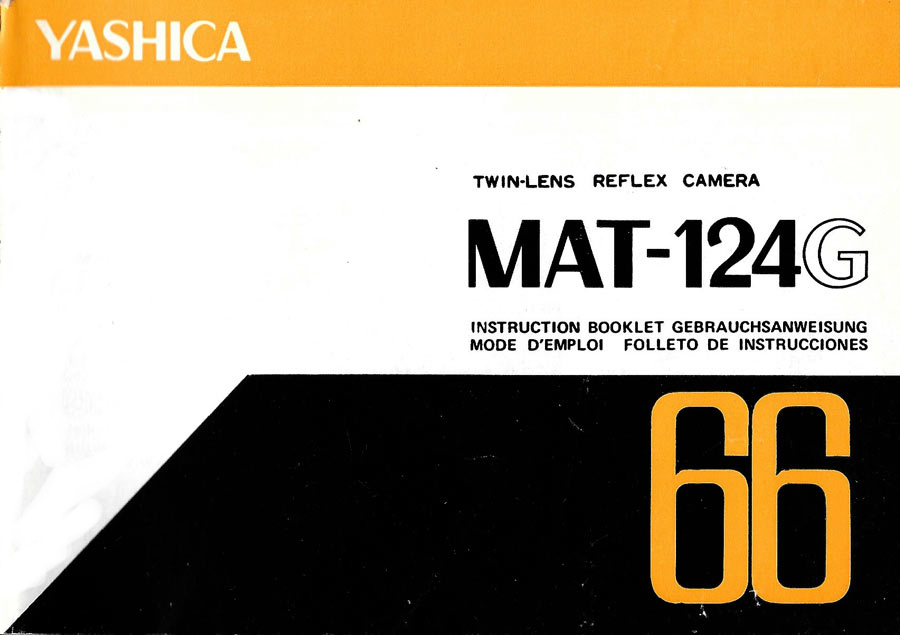 YASHICA
TWIN-LENS REFLEX CAMERA
MAT-124G
INSTRUCTION BOOKLET GEBRAUCHSANWEISUNG
MODE D'EMPLOI FOLLETO DE INSTRUCCIONES
66